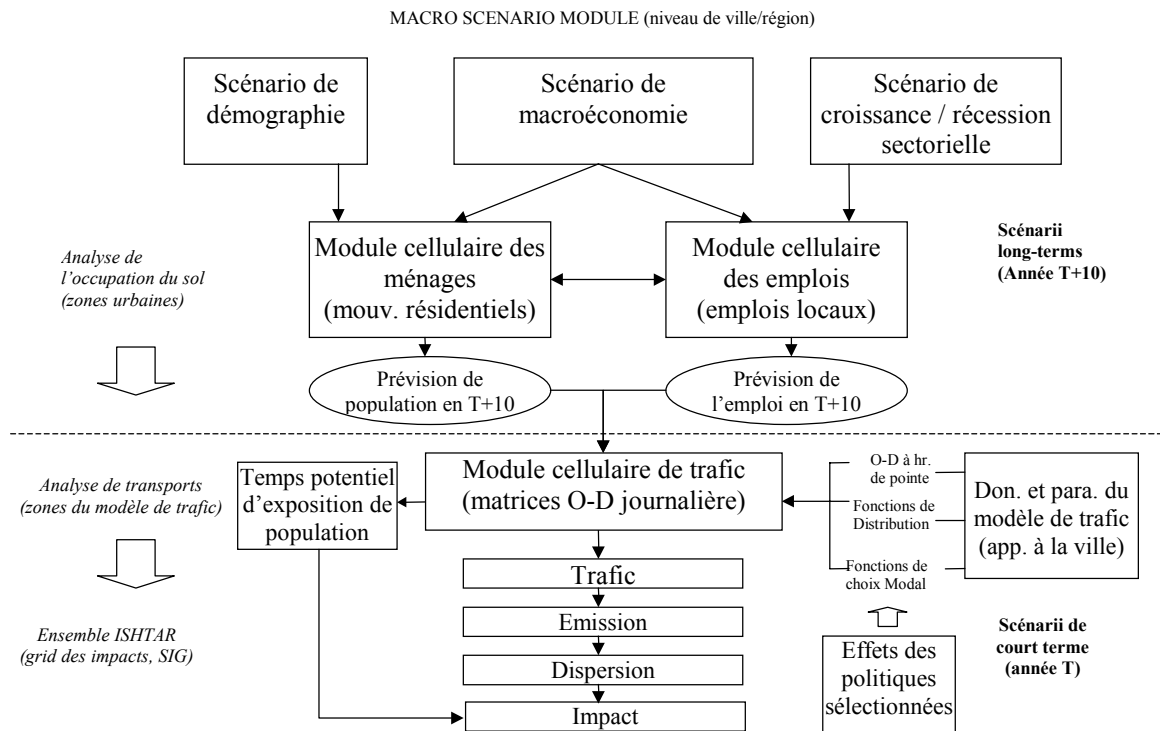 MACRO SCENARIO MODULE (niveau de ville/région)
Scénario de
démographie
Scénario de
macroéconomie
Scénario de
croissance / récession
sectorielle
Analyse de
l'occupation du sol
(zones urbaines)
Module cellulaire des
ménages
(mouv. résidentiels)
Module cellulaire
des emplois
(emplois locaux)
Scénarii
long-terms
(Année T+10)
Prévision de
population en T+10
Prévision de
l'emploi en T+10
Analyse de transports
(zones du modèle de trafic)
Temps potentiel
d'exposition de
population
Module cellulaire de trafic
(matrices O-D journalière)
O-D à hr.
de pointe
Fonctions de
Distribution
Fonctions de
choix Modal
Don. et para. du
modèle de trafic
(app. à la ville)
Trafic
Emission
Dispersion
Impact
Ensemble ISHTAR
(grid des impacts, SIG)
Effets des
politiques
sélectionnées
Scénarii de
court terme
(année T)